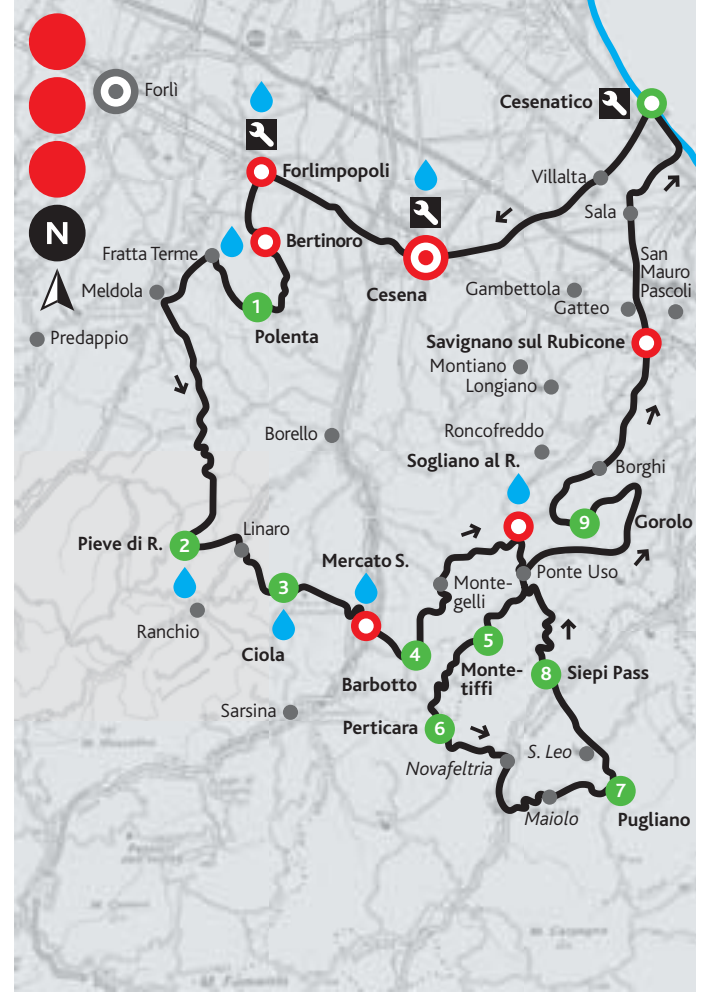 Forlì
Cesenatico
Forlimpopoli
Villalta
Sala
N
Bertinoro
Fratta Terme
San
Mauro
Pascoli
Meldola
Cesena
Gambettola
Gatteo
1
Polenta
Predappio
Savignano sul Rubicone
Montiano
Longiano
Borello
Roncofreddo
Sogliano al R.
Borghi
9
Gorolo
Linaro
Pieve di R.
2
Mercato S.
Ponte Uso
3
Monte-
gelli
Ranchio
Ciola
5
4
Monte-
tiffi
8
Siepi Pass
Barbotto
Sarsina
Perticara
6
Novafeltria
S. Leo
7
Maiolo
Pugliano